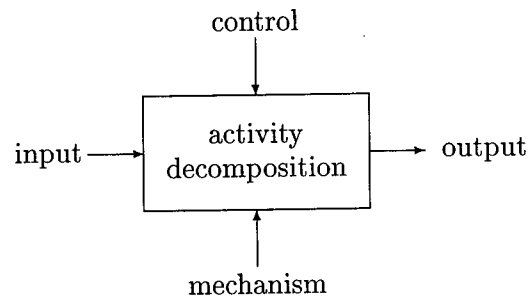 control
input
activity
decomposition
output
mechanism